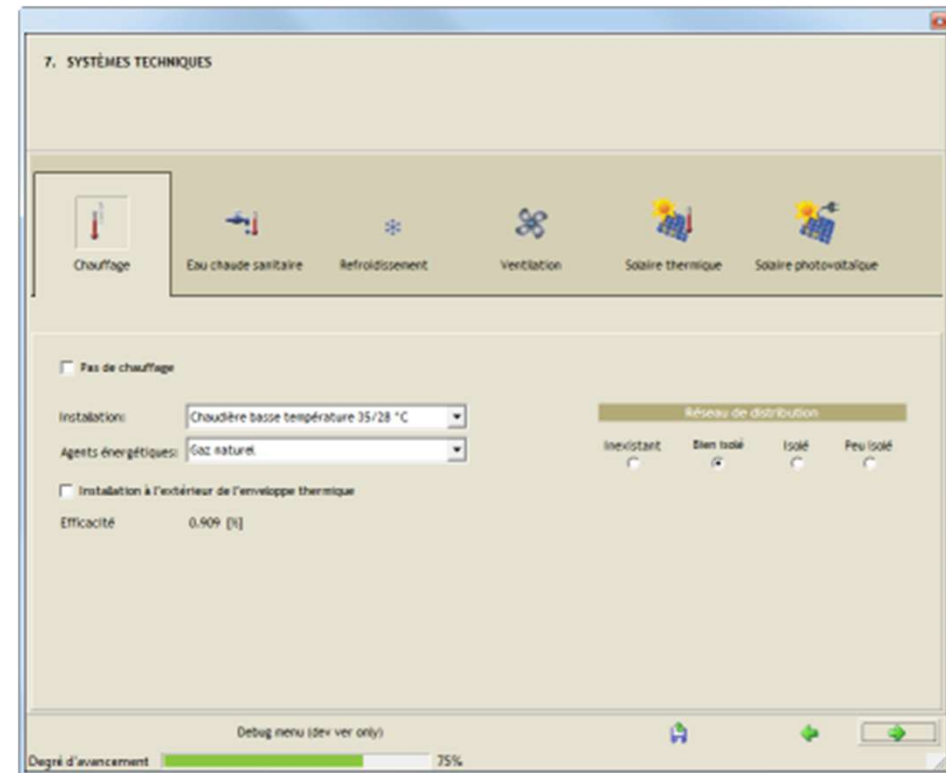 7. SYSTÈMES TECHNIQUES
Chauffage Eau chaude sanitaire Refroidissement Ventilation Solaire thermique Solaire photovoltaïque
Pas de chauffage
Installation: Chaudière basse température 35/28 °C
Réseau de distribution
Agents énergétiques: Gaz naturel
Inexistant Bien isolé Isolé Peu isolé
Installation à l'extérieur de l'enveloppe thermique
Efficacité 0.909 [%]
Debug menu (dev ver only)
Degré d'avancement 75%